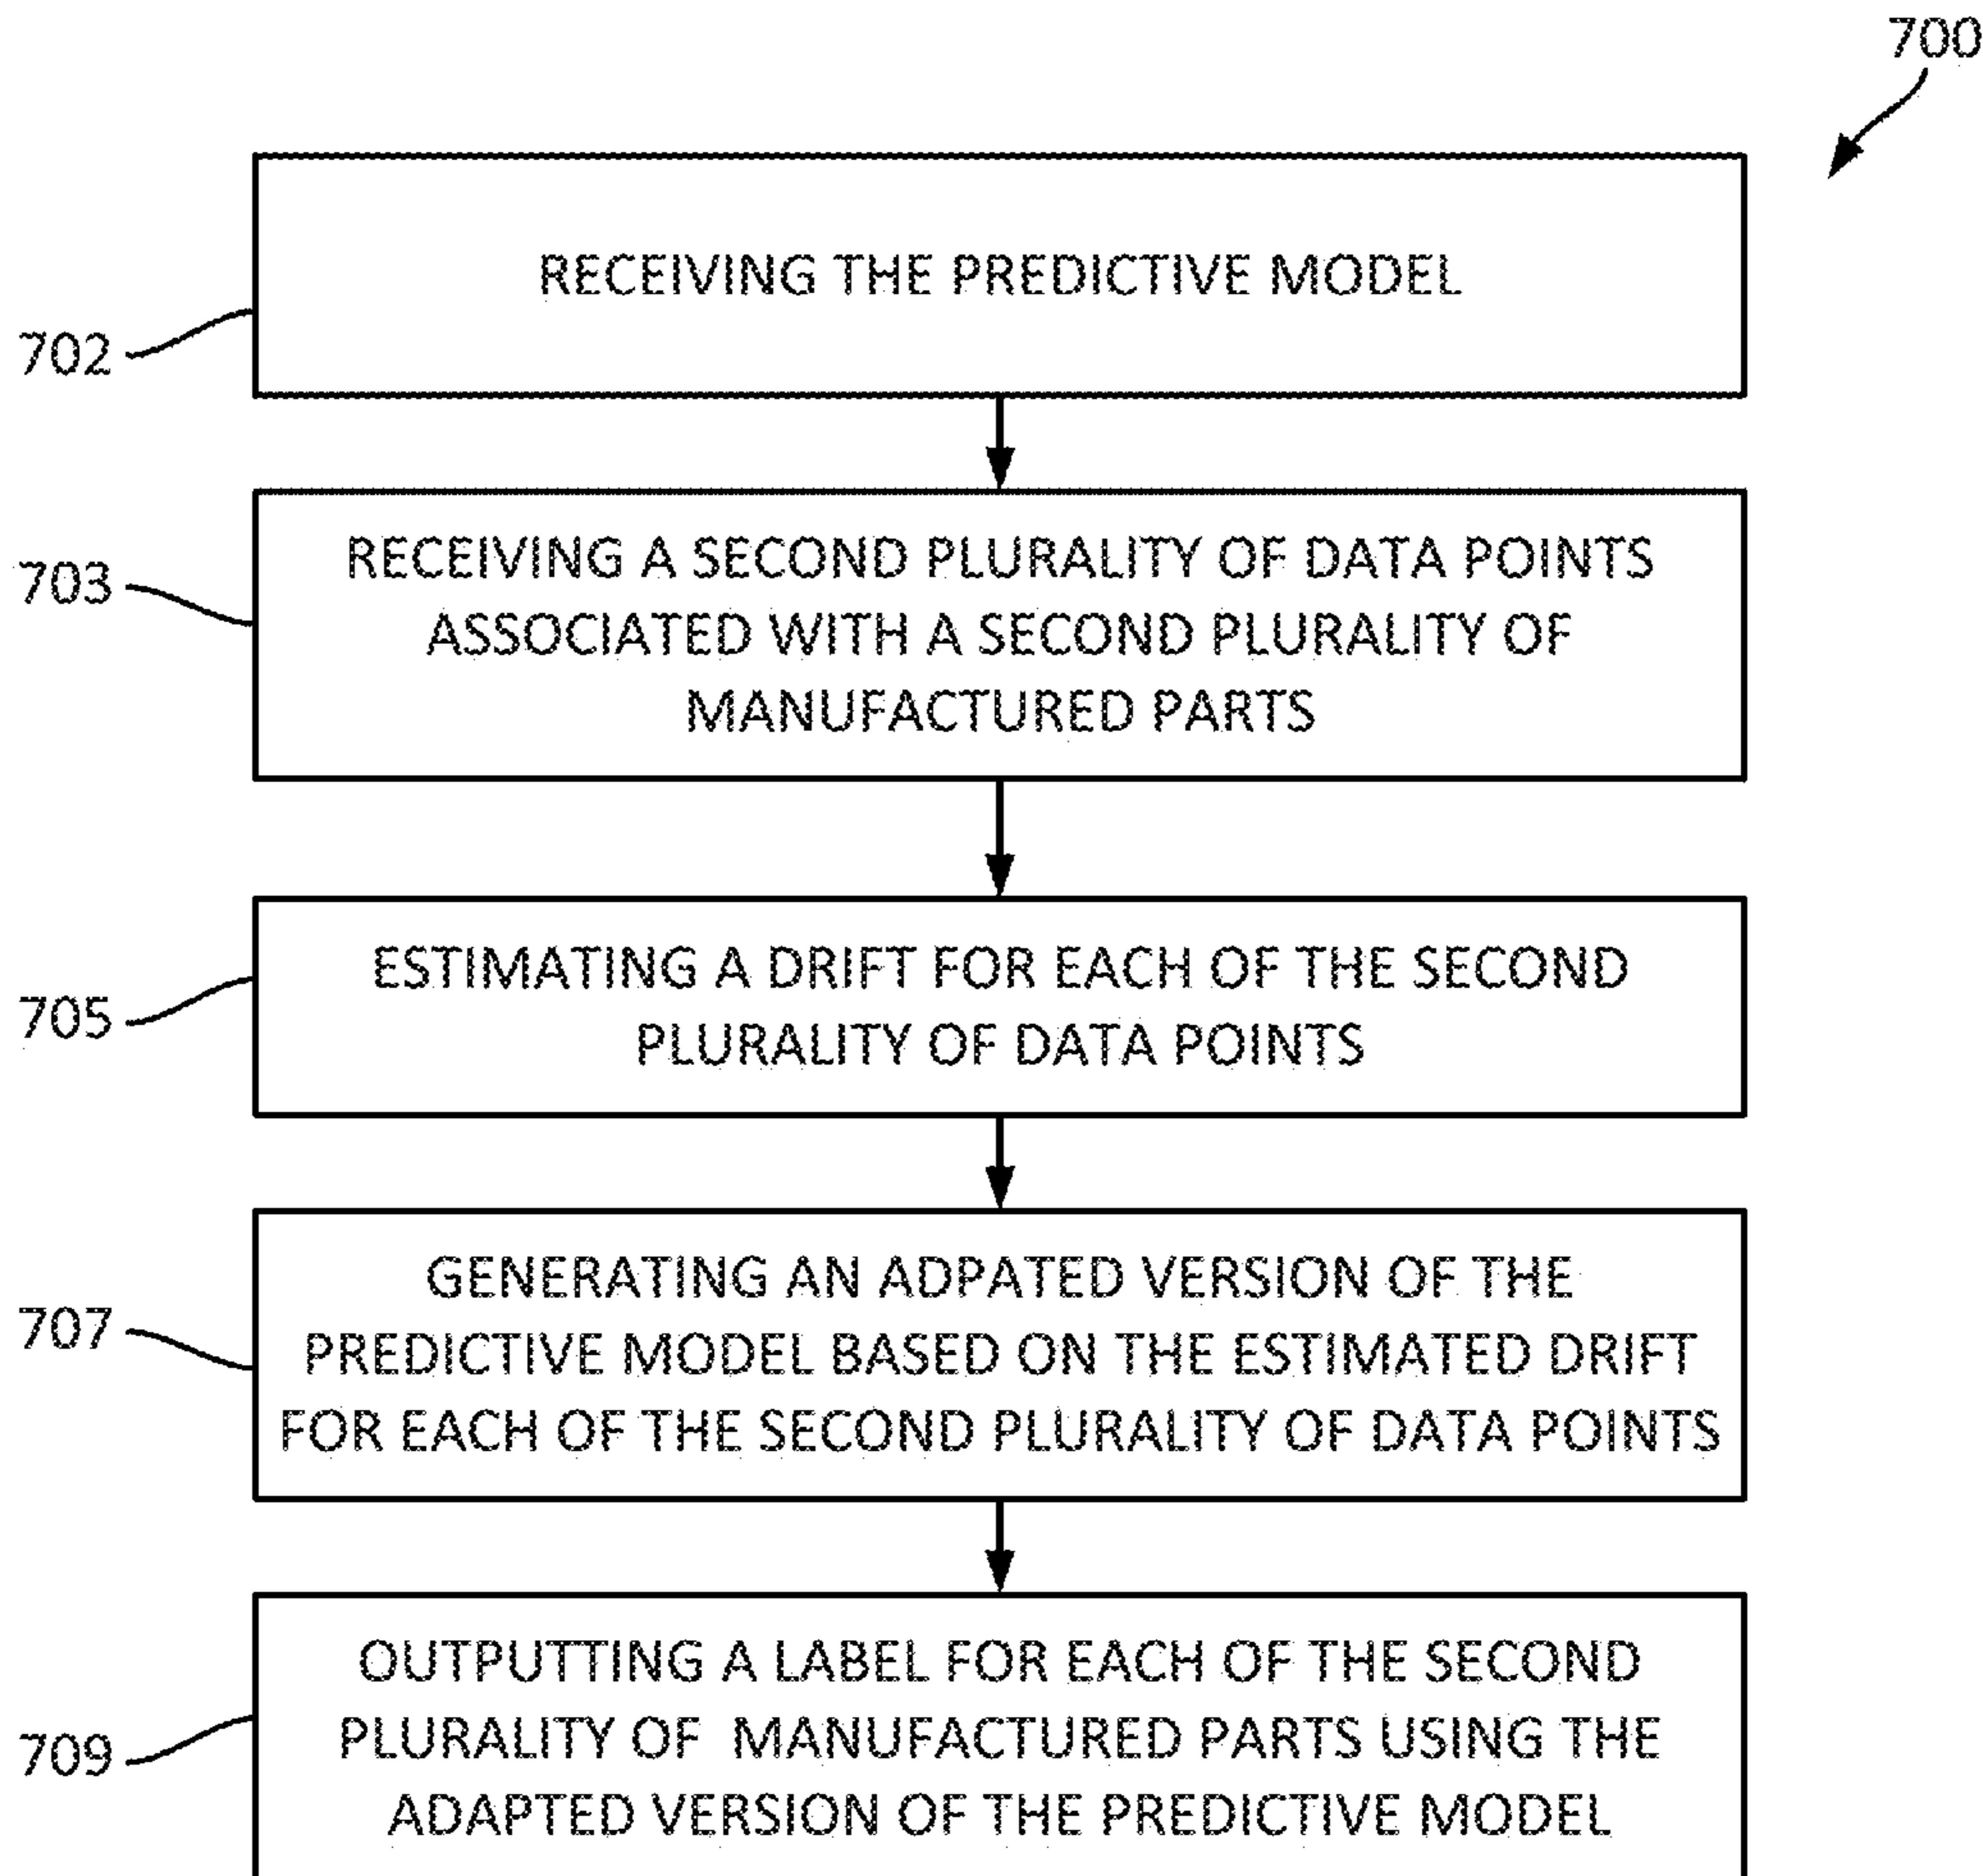 700
RECEIVING THE PREDICTIVE MODEL
702
RECEIVING A SECOND PLURALITY OF DATA POINTS
ASSOCIATED WITH A SECOND PLURALITY OF
MANUFACTURED PARTS
703
ESTIMATING A DRIFT FOR EACH OF THE SECOND
PLURALITY OF DATA POINTS
705
GENERATING AN ADPATED VERSION OF THE
PREDICTIVE MODEL BASED ON THE ESTIMATED DRIFT
FOR EACH OF THE SECOND PLURALITY OF DATA POINTS
707
OUTPUTTING A LABEL FOR EACH OF THE SECOND
PLURALITY OF MANUFACTURED PARTS USING THE
ADAPTED VERSION OF THE PREDICTIVE MODEL
709